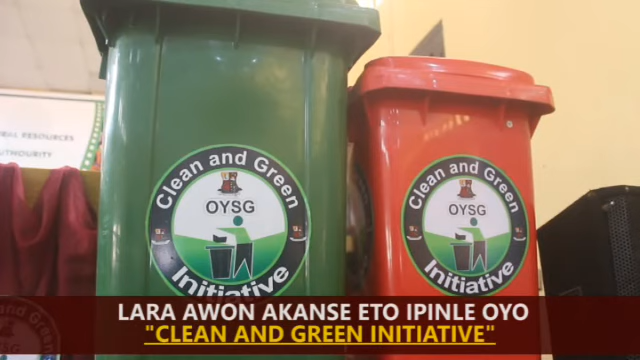 RAL RESOURCES
UTWOURITY
Clean and Green
OYSG
Initiative
Clean and Green
OYSG
Initiative
LARA AWON AKANSE ETO IPINLE OYO
"CLEAN AND GREEN INITIATIVE"